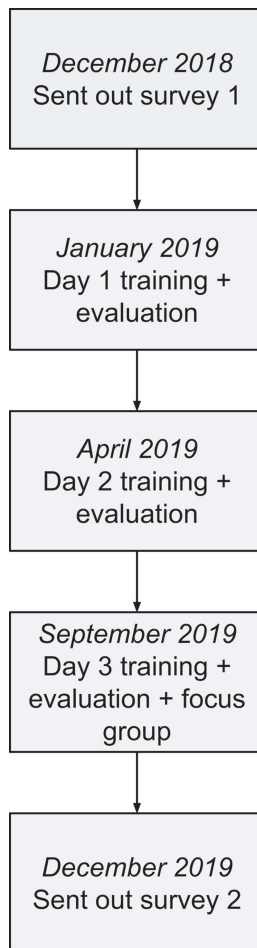 December 2018
Sent out survey 1
January 2019
Day 1 training +
evaluation
April 2019
Day 2 training +
evaluation
September 2019
Day 3 training +
evaluation + focus
group
December 2019
Sent out survey 2